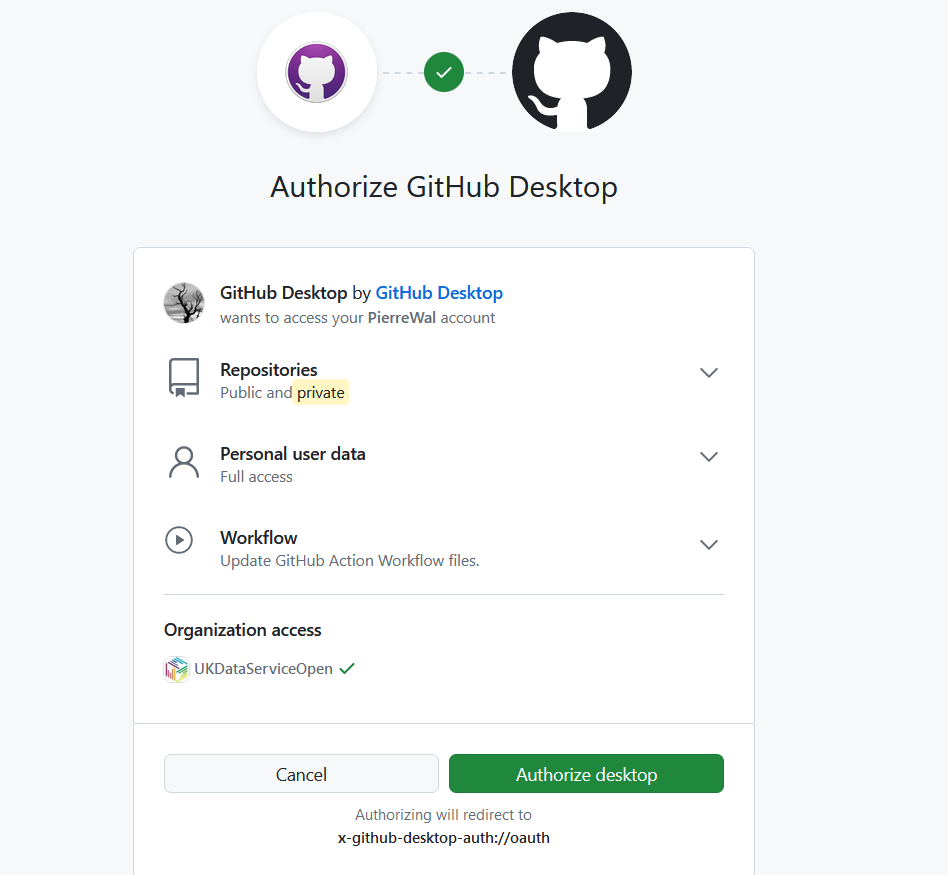 Authorize GitHub Desktop
GitHub Desktop by GitHub Desktop
wants to access your PierreWal account
Repositories
Public and private
Personal user data
Full access
Workflow
Update GitHub Action Workflow files.
Organization access
UKDataServiceOpen
Cancel
Authorize desktop
Authorizing will redirect to
x-github-desktop-auth://oauth